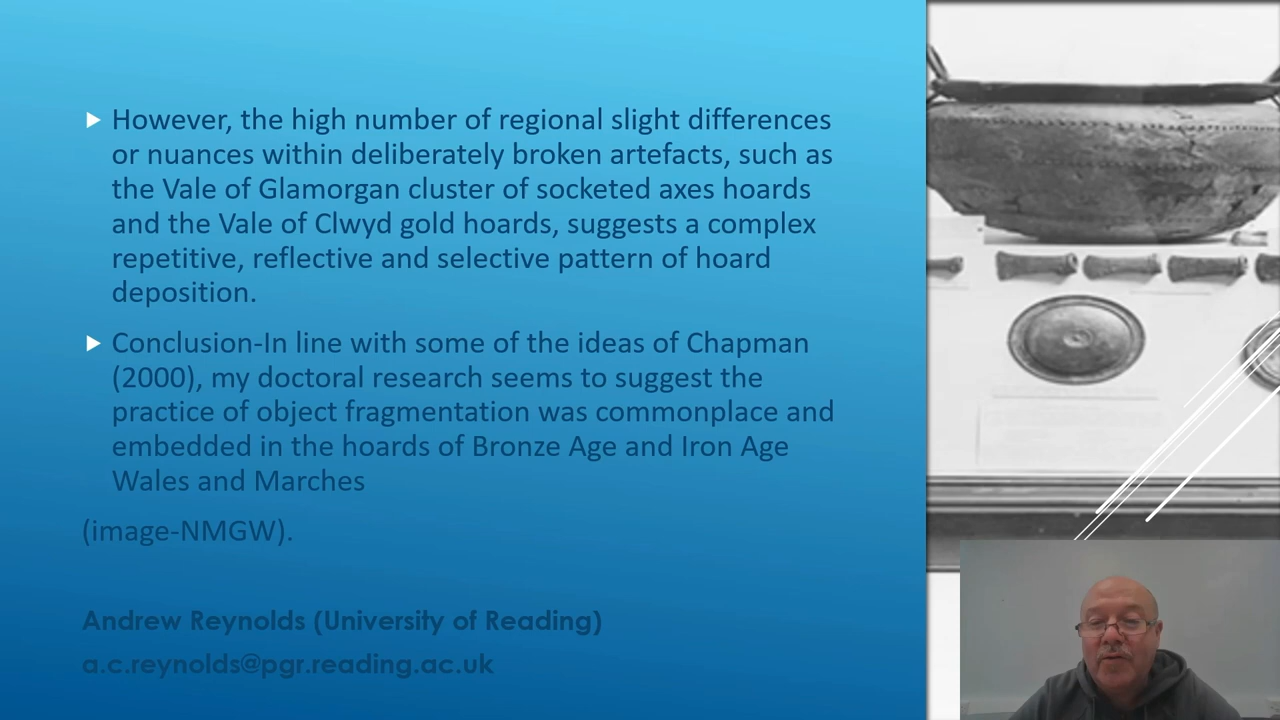 However, the high number of regional slight differences
or nuances within deliberately broken artefacts, such as
the Vale of Glamorgan cluster of socketed axes hoards
and the Vale of Clwyd gold hoards, suggests a complex
repetitive, reflective and selective pattern of hoard
deposition.
Conclusion-In line with some of the ideas of Chapman
(2000), my doctoral research seems to suggest the
practice of object fragmentation was commonplace and
embedded in the hoards of Bronze Age and Iron Age
Wales and Marches
(image-NMGW).
Andrew Reynolds (University of Reading)
a.c.reynolds@pgr.reading.ac.uk